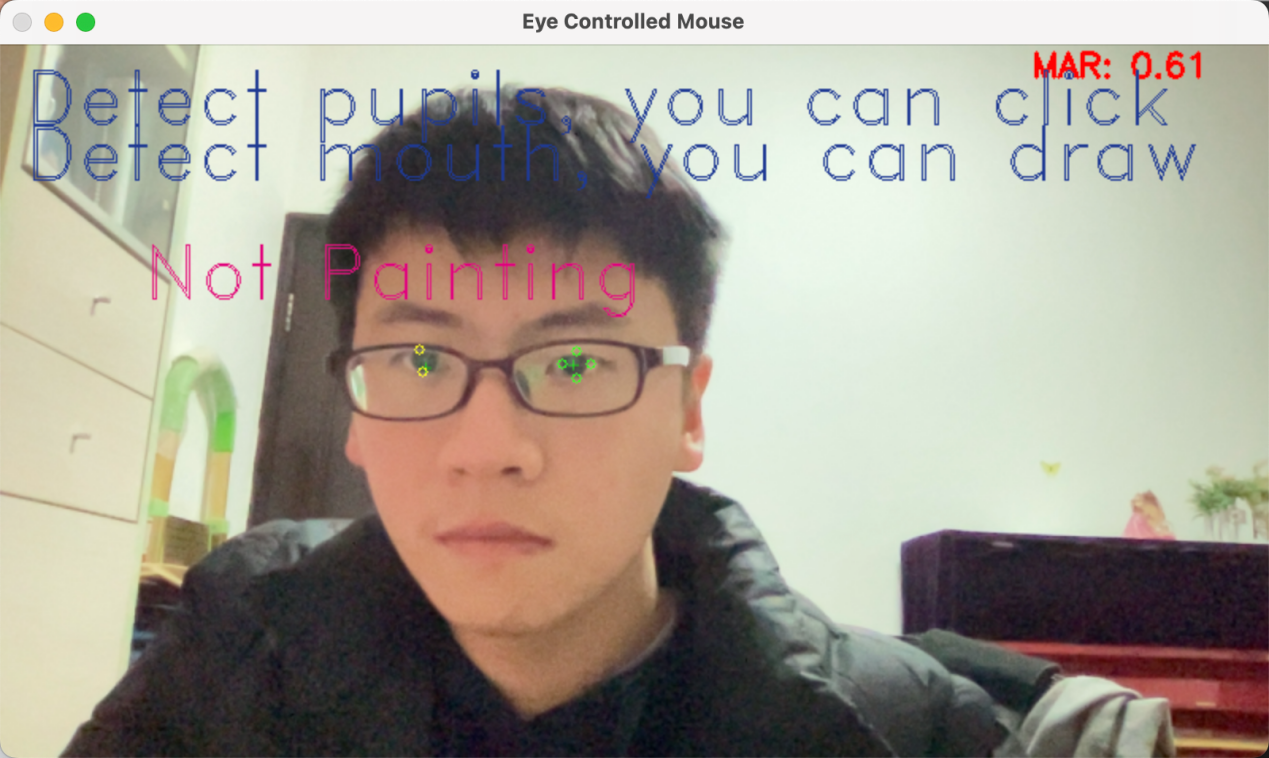 Eye Controlled Mouse
MAR: 0.61
Detect pupils, you can click
Detect mouth, you can draw
Not Painting